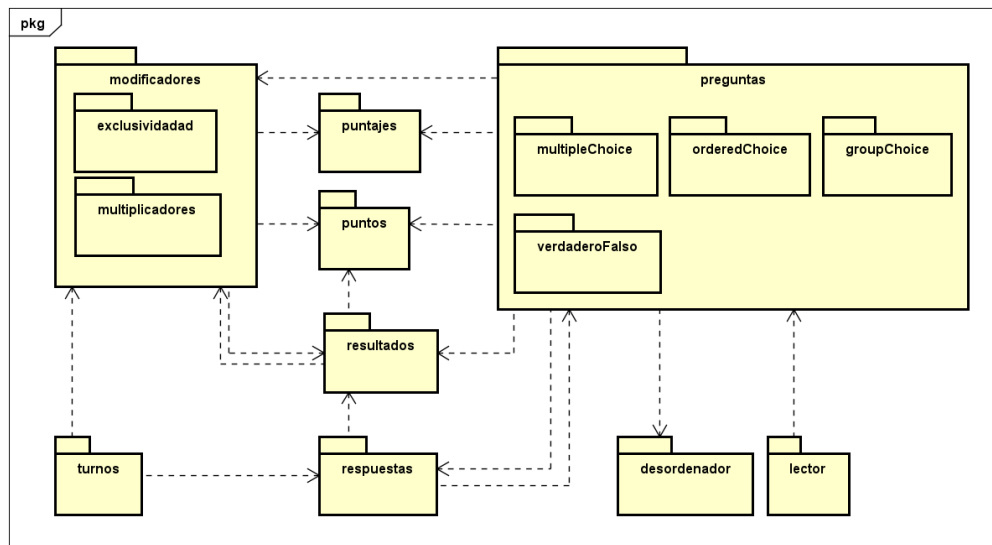 pkg
modificadores
exclusividadad
multiplicadores
puntajes
puntos
preguntas
multipleChoice
orderedChoice
groupChoice
verdaderoFalso
resultados
turnos
respuestas
desordenador
lector